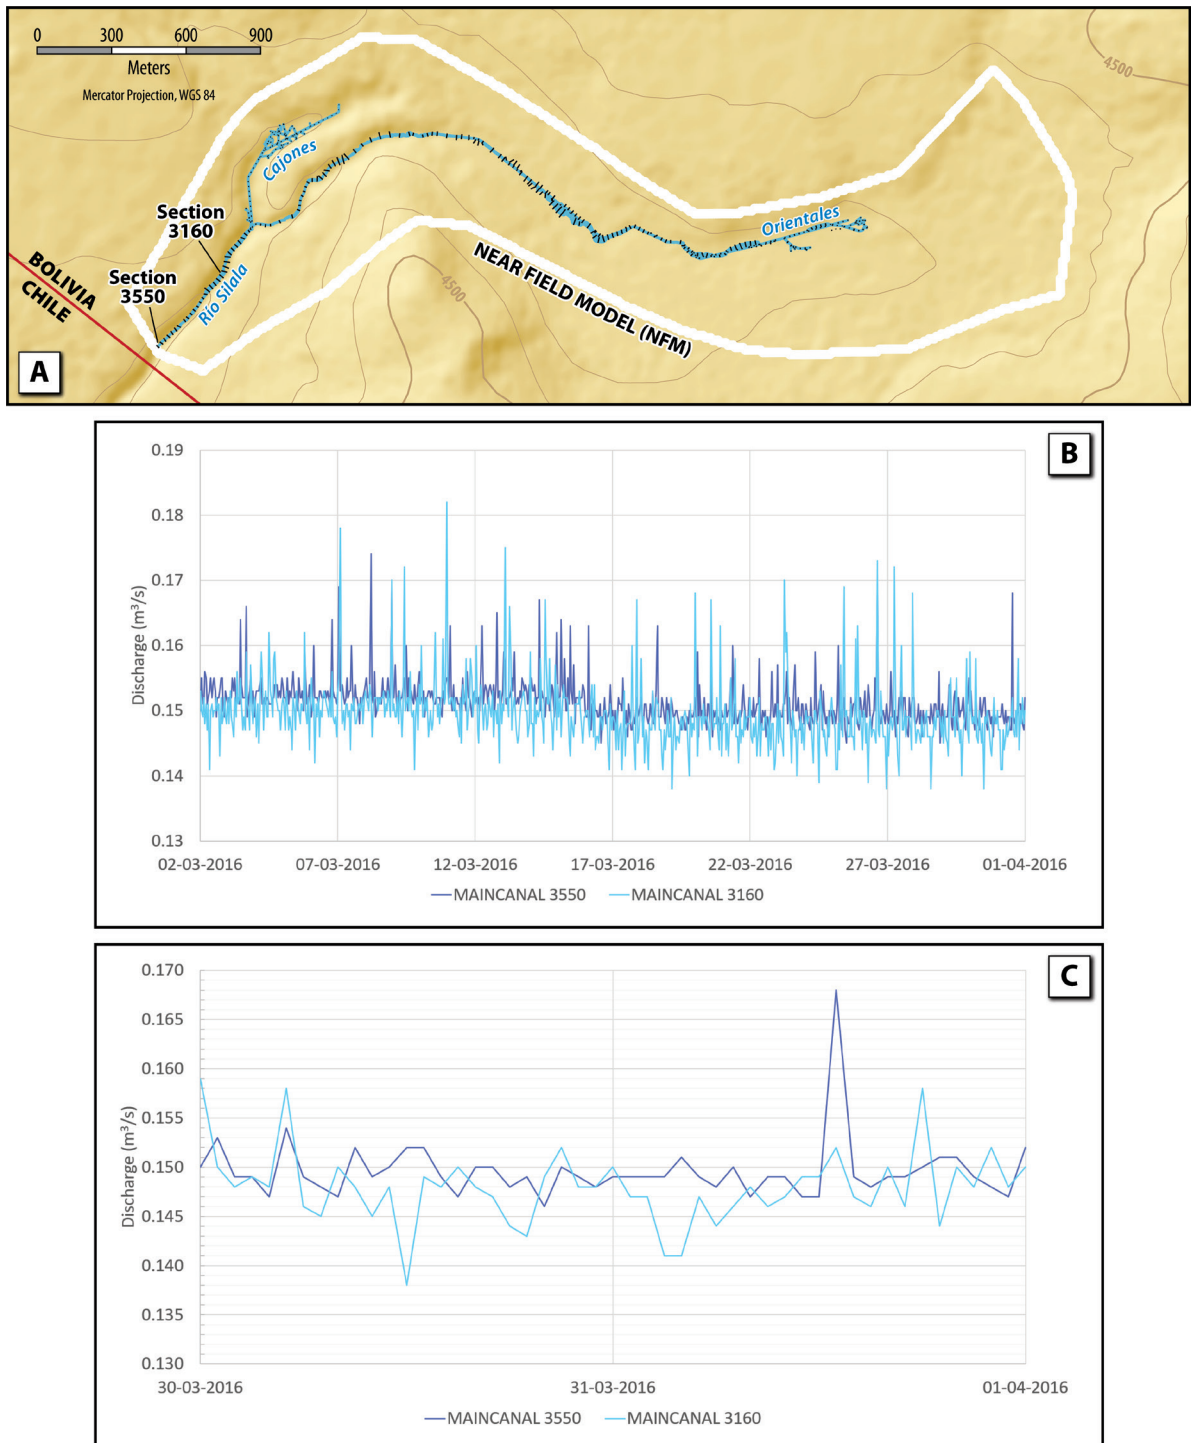 0 300 600 900
Meters
Mercator Projection, WGS 84
4500
Cajones
Section
3160
Orientales
Section
3550
BOLIVIA
CHILE
Río Silala
4500
NEAR FIELD MODEL (NFM)
A
B
0.19
0.18
0.17
0.16
0.15
0.14
0.13
Discharge (m³/s)
02-03-2016 07-03-2016 12-03-2016 17-03-2016 22-03-2016 27-03-2016 01-04-2016
MAINCANAL 3550 MAINCANAL 3160
C
0.170
0.165
0.160
0.155
0.150
0.145
0.140
0.135
0.130
Discharge (m³/s)
30-03-2016 31-03-2016 01-04-2016
MAINCANAL 3550 MAINCANAL 3160